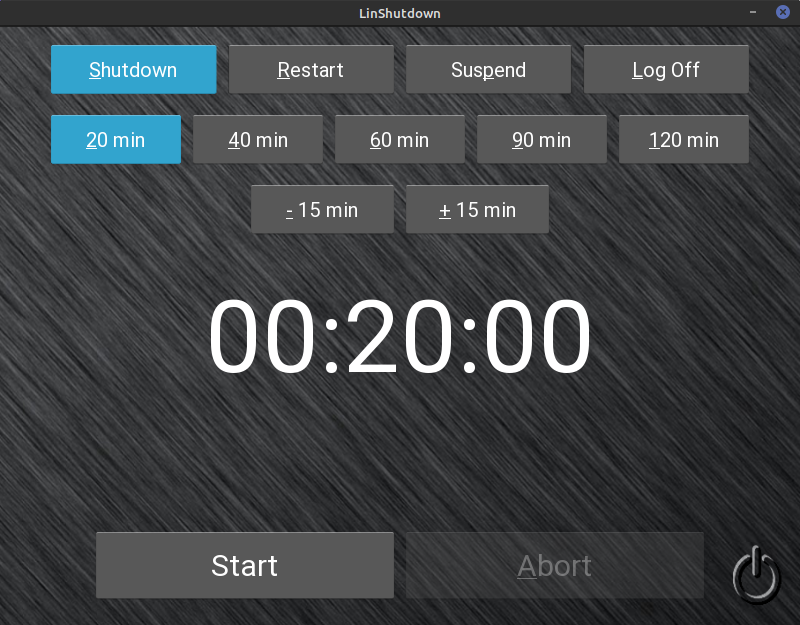 LinShutdown
Shutdown Restart Suspend Log Off
20 min 40 min 60 min 90 min 120 min
- 15 min + 15 min
00:20:00
Start Abort